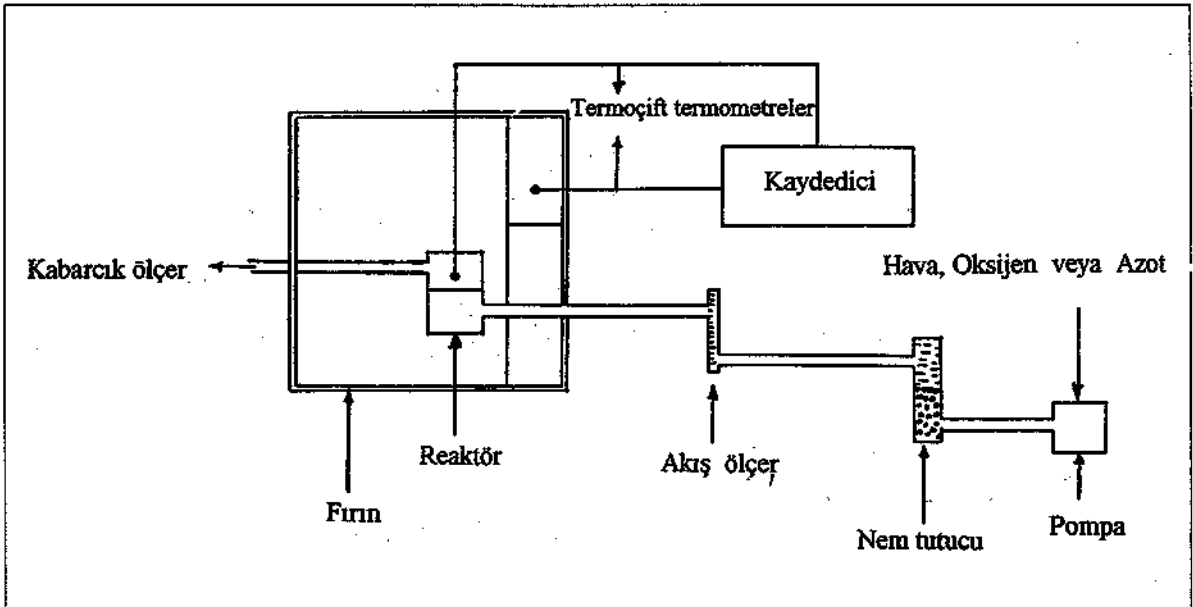 Termoçift termometreler
Kaydedici
Kabarcık ölçer
Hava, Oksijen veya Azot
Reaktör
Akış ölçer
Fırın
Nem tutucu
Pompa